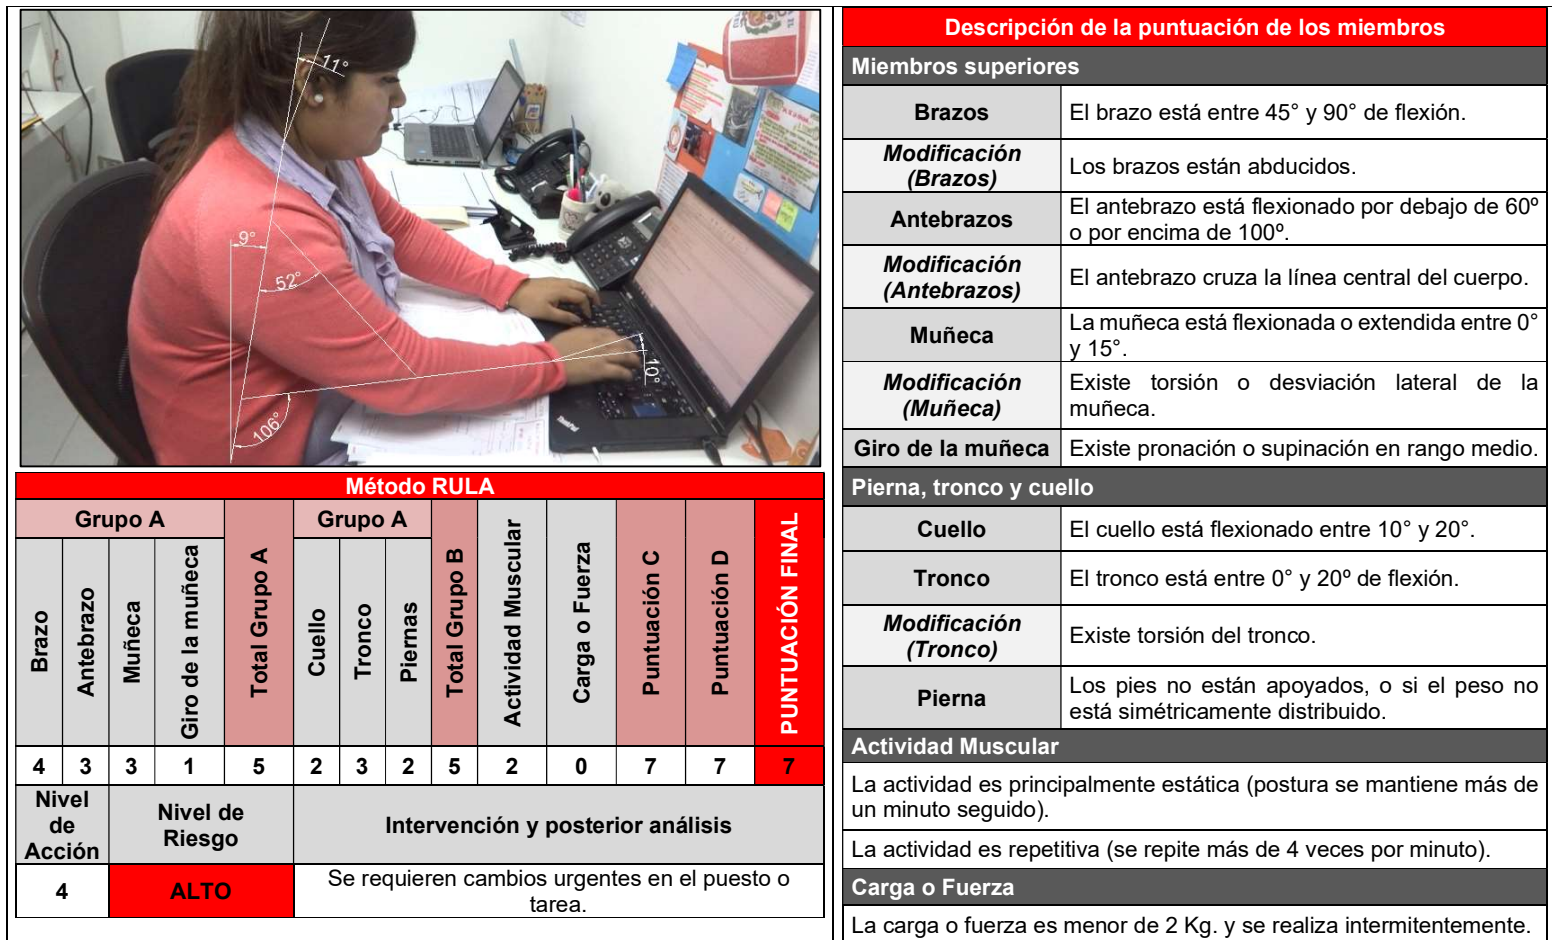 11°
9°
52°
10°
106°
ThinkPad
Método RULA
Grupo A
Grupo A
Brazo
Antebrazo
Muñeca
Giro de la muñeca
Total Grupo A
Cuello
Tronco
Piernas
Total Grupo B
Actividad Muscular
Carga o Fuerza
Puntuación C
Puntuación D
PUNTUACIÓN FINAL
4 3 3 1 5 2 3 2 5 2 0 7 7 7
Nivel
de
Acción
Nivel de
Riesgo
Intervención y posterior análisis
4
ALTO
Se requieren cambios urgentes en el puesto o
tarea.
Descripción de la puntuación de los miembros
Miembros superiores
Brazos
El brazo está entre 45° y 90° de flexión.
Modificación
(Brazos)
Los brazos están abducidos.
Antebrazos
El antebrazo está flexionado por debajo de 60º
o por encima de 100º.
Modificación
(Antebrazos)
El antebrazo cruza la línea central del cuerpo.
Muñeca
La muñeca está flexionada o extendida entre 0°
y 15°.
Modificación
(Muñeca)
Existe torsión o desviación lateral de la
muñeca.
Giro de la muñeca
Existe pronación o supinación en rango medio.
Pierna, tronco y cuello
Cuello
El cuello está flexionado entre 10° y 20°.
Tronco
El tronco está entre 0° y 20º de flexión.
Modificación
(Tronco)
Existe torsión del tronco.
Pierna
Los pies no están apoyados, o si el peso no
está simétricamente distribuido.
Actividad Muscular
La actividad es principalmente estática (postura se mantiene más de
un minuto seguido).
La actividad es repetitiva (se repite más de 4 veces por minuto).
Carga o Fuerza
La carga o fuerza es menor de 2 Kg. y se realiza intermitentemente.